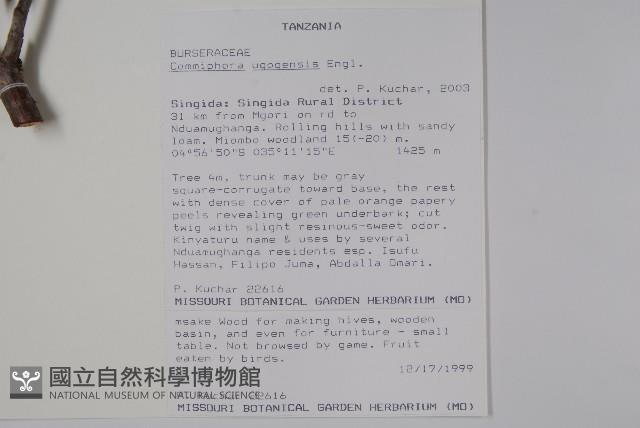 TANZANIA
BURSERACEAE
Commiphora ugogensis Engl.
det. P. Kuchar, 2003
Singida: Singida Rural District
31 km from Mgori on rd to
Nduamughanga. Rolling hills with sandy
loam. Miombo woodland 15(-20) m.
04°56'50"S 035°11'15"E 1425 m
Tree 4m, trunk may be gray
square-corrugate toward base, the rest
with dense cover of pale orange papery
peels revealing green underbark; cut
twig with slight resinous-sweet odor.
Kinyaturu name & uses by several
Nduamughanga residents esp. Isufu
Hassan, Filipo Juma, Abdalla Omari.
P. Kuchar 22616
MISSOURI BOTANICAL GARDEN HERBARIUM (MO)
msake Wood for making hives, wooden
basin, and even for furniture - small
table. Not browsed by game. Fruit
eaten by birds.
12/17/1999
國立自然科學博物館
NATIONAL MUSEUM OF NATURAL SCIENCE
P. Kuchar 22616
MISSOURI BOTANICAL GARDEN HERBARIUM (MO)